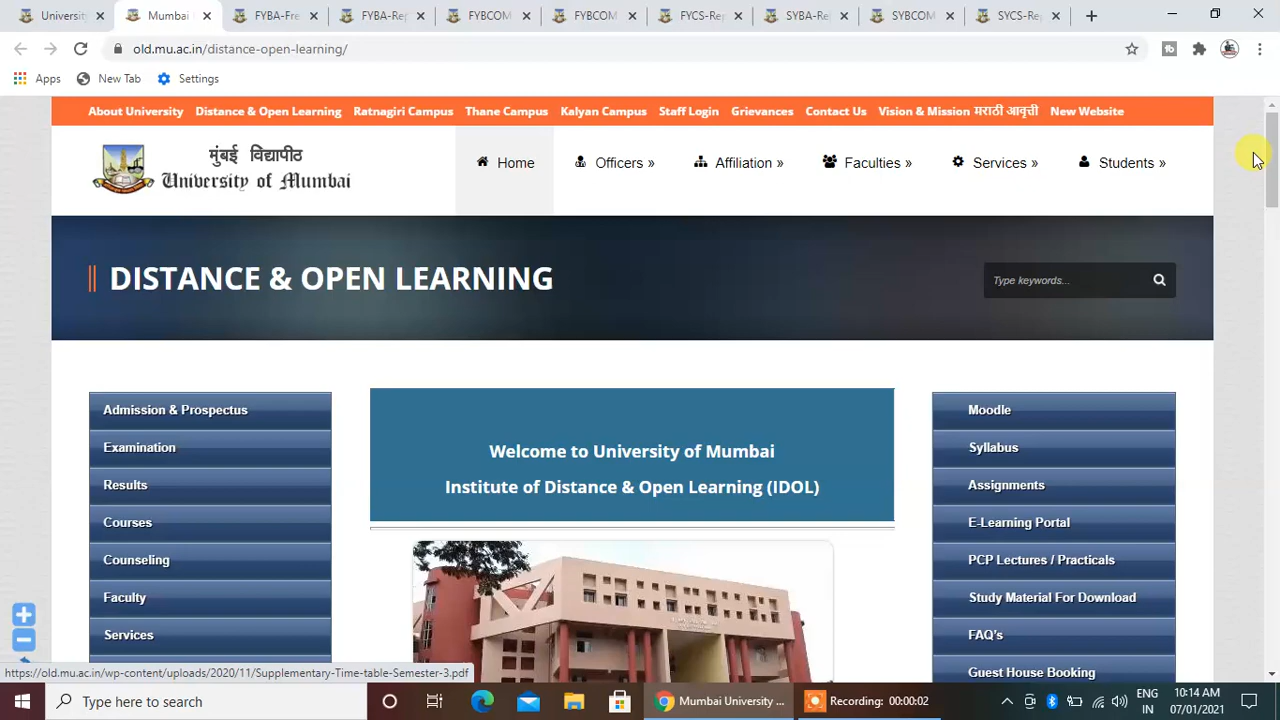 Universit
Mumbai
FYBA-Fre
FYBA-Rep
FYBCOM
FYBCOM
FYCS-Rep
SYBA-Re
SYBCOM
SYCS-Rep
old.mu.ac.in/distance-open-learning/
Apps
New Tab
Settings
About University
Distance & Open Learning
Ratnagiri Campus
Thane Campus
Kalyan Campus
Staff Login
Grievances
Contact Us
Vision & Mission
मराठी आवृत्ती
New Website
मुंबई विद्यापीठ
University of Mumbai
Home
Officers »
Affiliation »
Faculties »
Services »
Students »
DISTANCE & OPEN LEARNING
Type keywords...
Admission & Prospectus
Examination
Results
Courses
Counseling
Faculty
Services
Welcome to University of Mumbai
Institute of Distance & Open Learning (IDOL)
Moodle
Syllabus
Assignments
E-Learning Portal
PCP Lectures / Practicals
Study Material For Download
FAQ's
Guest House Booking
https://old.mu.ac.in/wp-content/uploads/2020/11/Supplementary-Time-table-Semester-3.pdf
Type here to search
Mumbai University ...
Recording: 00:00:02
ENG
IN
10:14 AM
07/01/2021